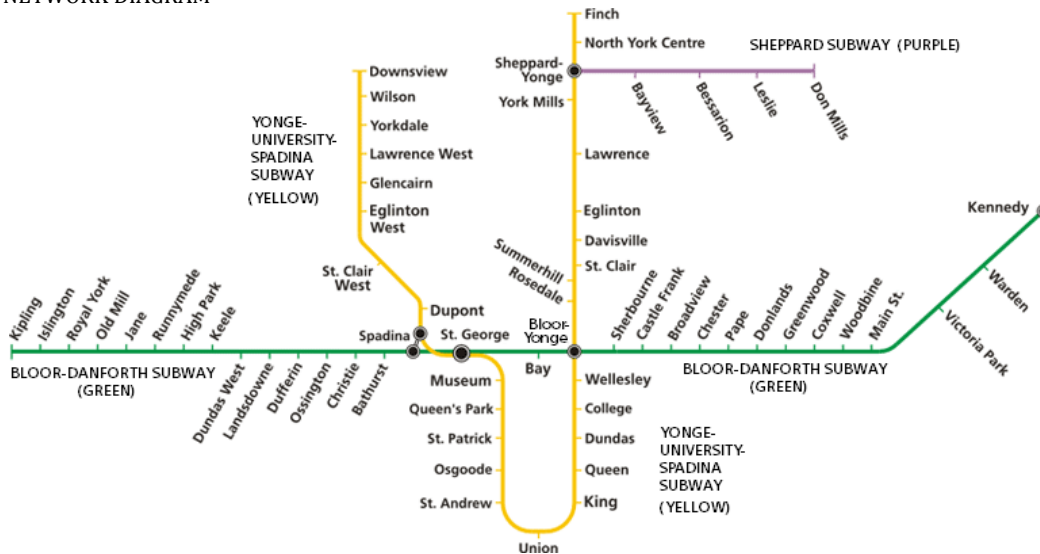 NETWORK DIAGRAM
Finch
North York Centre
SHEPPARD SUBWAY (PURPLE)
Sheppard-
Yonge
Bayview
Bessarion
Leslie
Don Mills
York Mills
Lawrence
Eglinton
Davisville
St. Clair
Summerhill
Rosedale
Downsview
Wilson
Yorkdale
Lawrence West
Glencairn
Eglinton
West
YONGE-
UNIVERSITY-
SPADINA
SUBWAY
(YELLOW)
St. Clair
West
Dupont
Spadina
St. George
Bloor-
Yonge
Kipling
Islington
Royal York
Old Mill
Jane
Runnymede
High Park
Keele
BLOOR-DANFORTH SUBWAY
(GREEN)
Dundas West
Landsdowne
Dufferin
Ossington
Christie
Bathurst
Bay
Sherbourne
Castle Frank
Broadview
Chester
Pape
Donlands
Greenwood
Coxwell
Woodbine
Main St.
Victoria Park
Warden
Kennedy
BLOOR-DANFORTH SUBWAY
(GREEN)
Museum
Queen's Park
St. Patrick
Osgoode
St. Andrew
Union
Wellesley
College
Dundas
Queen
King
YONGE-
UNIVERSITY-
SPADINA
SUBWAY
(YELLOW)